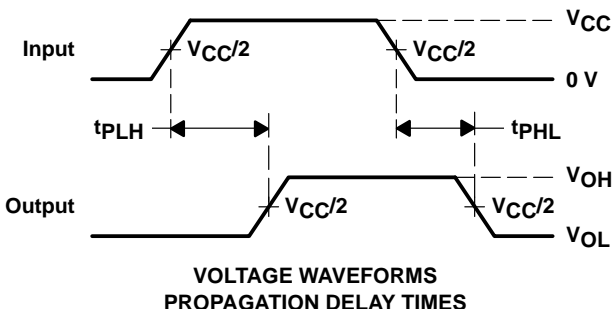 VCC
Input VCC/2 VCC/2
0 V
tPLH tPHL
VOH
Output VCC/2 VCC/2
VOL
VOLTAGE WAVEFORMS
PROPAGATION DELAY TIMES